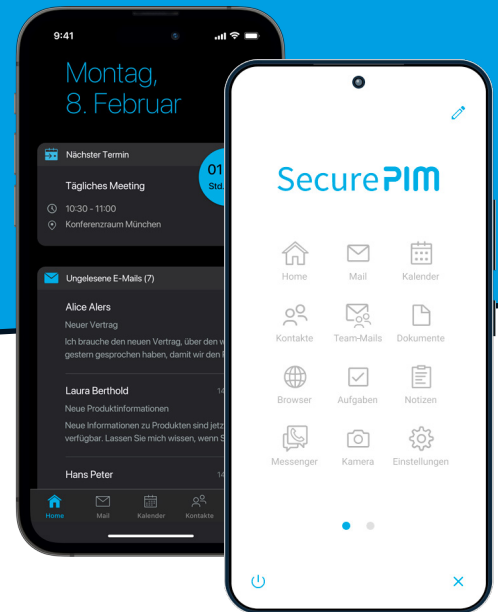 9:41
Montag,
8. Februar
Nächster Termin
01
Std.
Tägliches Meeting
10:30 - 11:00
Konferenzraum München
Ungelesene E-Mails (7)
Alice Alers
Neuer Vertrag
Ich brauche den neuen Vertrag, über den w
gestern gesprochen haben, damit wir den
Laura Berthold
14
Neue Produktinformationen
Neue Informationen zu Produkten sind jetz
verfügbar. Lassen Sie mich wissen, wenn S
Hans Peter
14
Home Mail Kalender Kontakte
SecurePIM
Home Mail Kalender
Kontakte Team-Mails Dokumente
Browser Aufgaben Notizen
Messenger Kamera Einstellungen